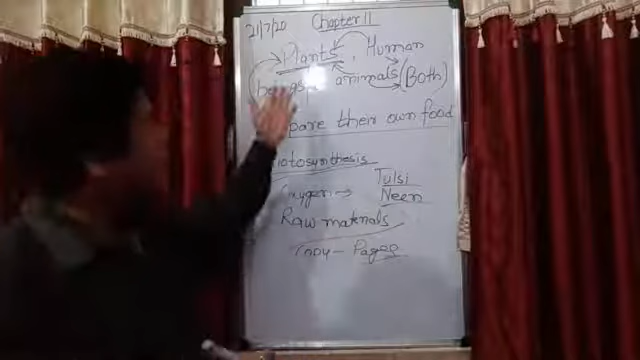 21/7/20 Chapter 11
Plants, Human
beings, animals (Both)
pare their own food
otosynthesis
Oxygen → Tulsi
Neem
Raw materials
Copy - Pages